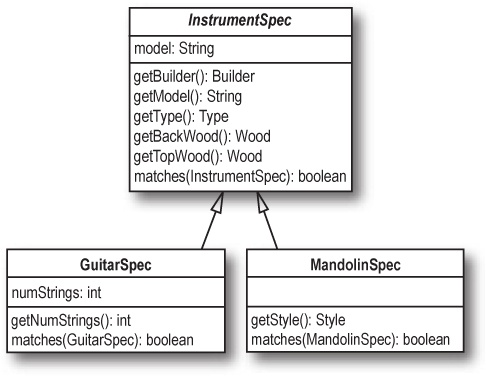 InstrumentSpec
model: String
getBuilder(): Builder
getModel(): String
getType(): Type
getBackWood(): Wood
getTopWood(): Wood
matches(InstrumentSpec): boolean
GuitarSpec
numStrings: int
getNumStrings(): int
matches(GuitarSpec): boolean
MandolinSpec
getStyle(): Style
matches(MandolinSpec): boolean